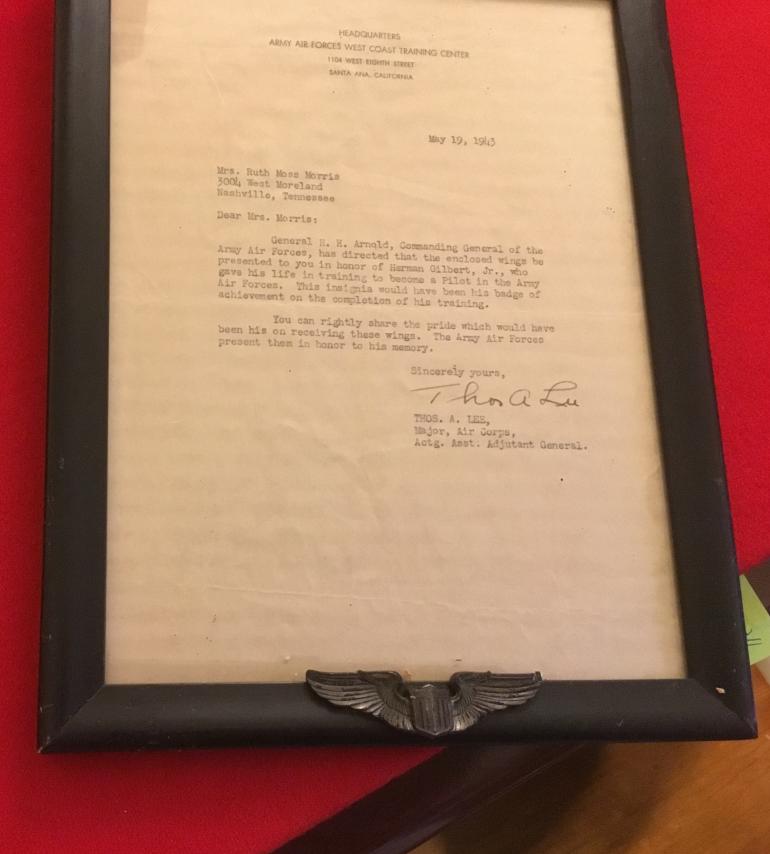 HEADQUARTERS
ARMY AIR FORCES WEST COAST TRAINING CENTER
1104 WEST EIGHTH STREET
SANTA ANA, CALIFORNIA
May 19, 1943
Mrs. Ruth Moss Morris
3004 West Moreland
Nashville, Tennessee
Dear Mrs. Morris:
General H. H. Arnold, Commanding General of the
Army Air Forces, has directed that the enclosed wings be
presented to you in honor of Herman Gilbert, Jr., who
gave his life in training to become a Pilot in the Army
Air Forces. This insignia would have been his badge of
achievement on the completion of his training.
You can rightly share the pride which would have
been his on receiving these wings. The Army Air Forces
present them in honor to his memory.
Sincerely yours,
Thos A Lee
THOS. A. LEE,
Major, Air Corps,
Actg. Asst. Adjutant General.